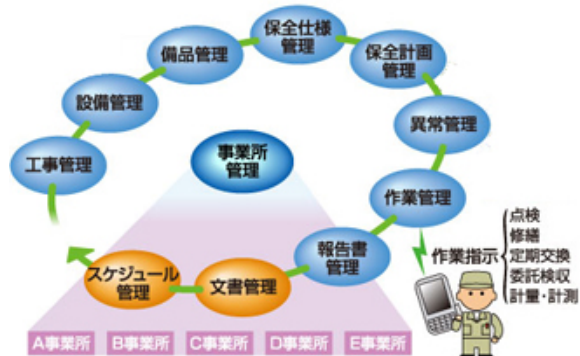 保全仕様
管理
備品管理
保全計画
管理
設備管理
異常管理
工事管理
事業所
管理
作業管理
報告書
管理
文書管理
スケジュール
管理
作業指示
点検
修繕
定期交換
委託検収
計量・計測
A事業所
B事業所
C事業所
D事業所
E事業所